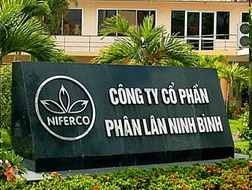 CÔNG TY CỔ PHẦN
PHÂN LÂN NINH BÌNH
NIFERCO